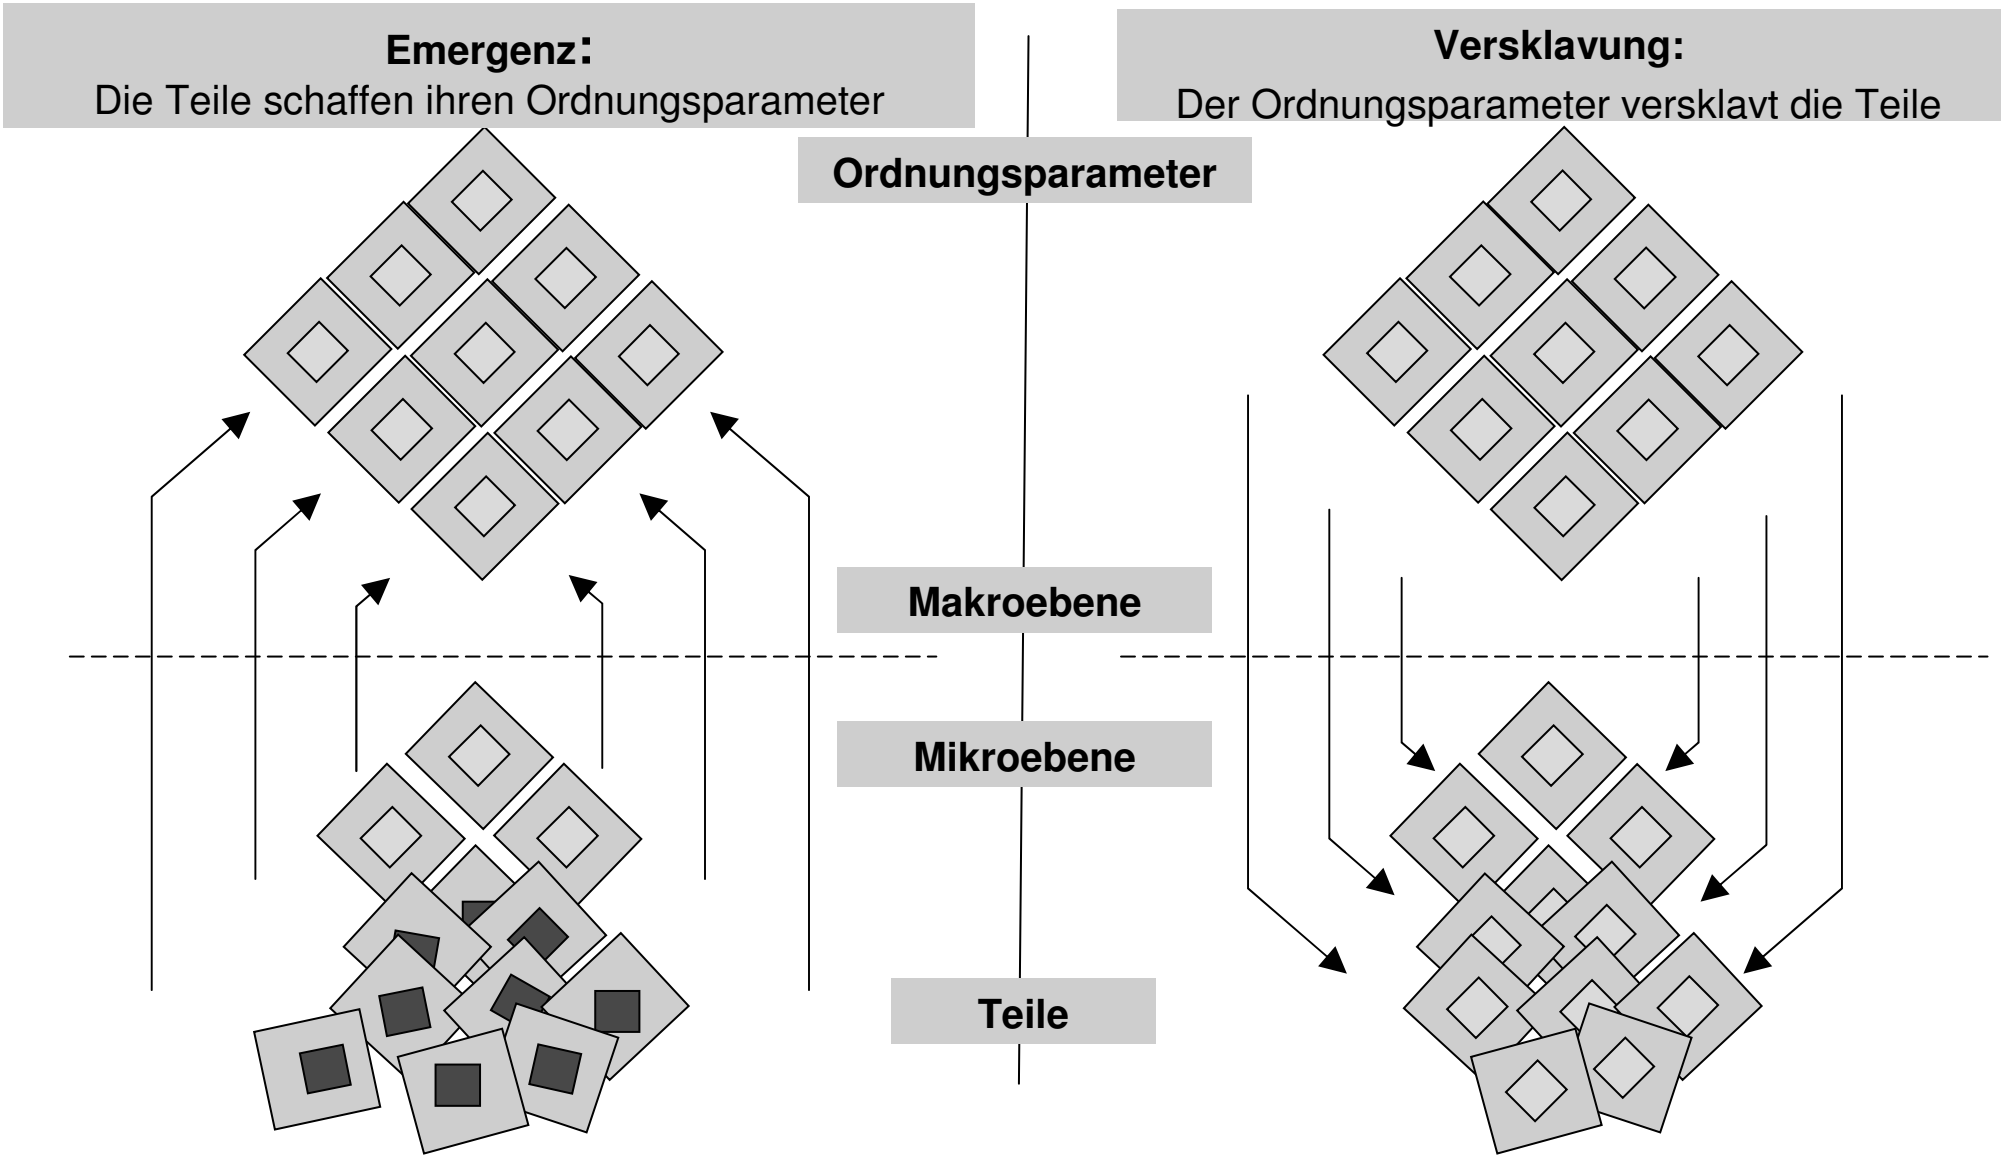 Emergenz:
Die Teile schaffen ihren Ordnungsparameter
Versklavung:
Der Ordnungsparameter versklavt die Teile
Ordnungsparameter
Makroebene
Mikroebene
Teile